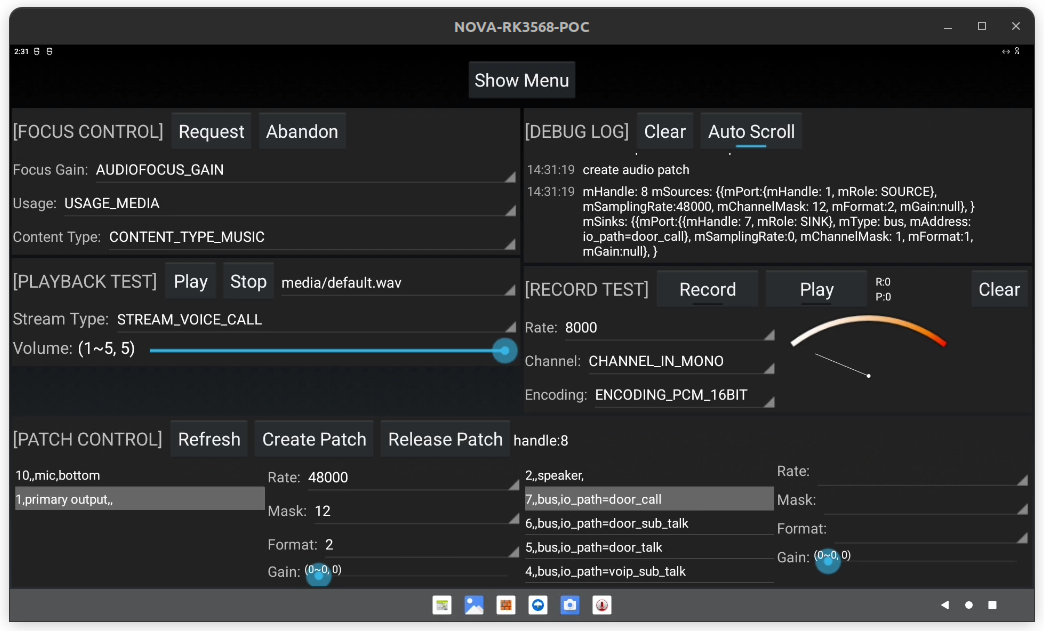 NOVA-RK3568-POC
2:31
Show Menu
[FOCUS CONTROL] Request Abandon
Focus Gain: AUDIOFOCUS_GAIN
Usage: USAGE_MEDIA
Content Type: CONTENT_TYPE_MUSIC
[DEBUG LOG] Clear Auto Scroll
14:31:19 create audio patch
14:31:19 mHandle: 8 mSources: {{mPort:{mHandle: 1, mRole: SOURCE},
mSamplingRate:48000, mChannelMask: 12, mFormat:2, mGain:null}, }
mSinks: {{mPort:{{mHandle: 7, mRole: SINK}, mType: bus, mAddress:
io_path=door_call}, mSamplingRate:0, mChannelMask: 1, mFormat:1,
mGain:null}, }
[PLAYBACK TEST] Play Stop media/default.wav
Stream Type: STREAM_VOICE_CALL
Volume: (1~5, 5)
[RECORD TEST] Record Play R:0
P:0
Clear
Rate: 8000
Channel: CHANNEL_IN_MONO
Encoding: ENCODING_PCM_16BIT
[PATCH CONTROL] Refresh Create Patch Release Patch handle:8
10,,mic,bottom
1,primary output,,
Rate: 48000
Mask: 12
Format: 2
Gain: (0~0, 0)
2,,speaker,
7,,bus,io_path=door_call
6,,bus,io_path=door_sub_talk
5,,bus,io_path=door_talk
4,,bus,io_path=voip_sub_talk
Rate:
Mask:
Format:
Gain: (0~0, 0)